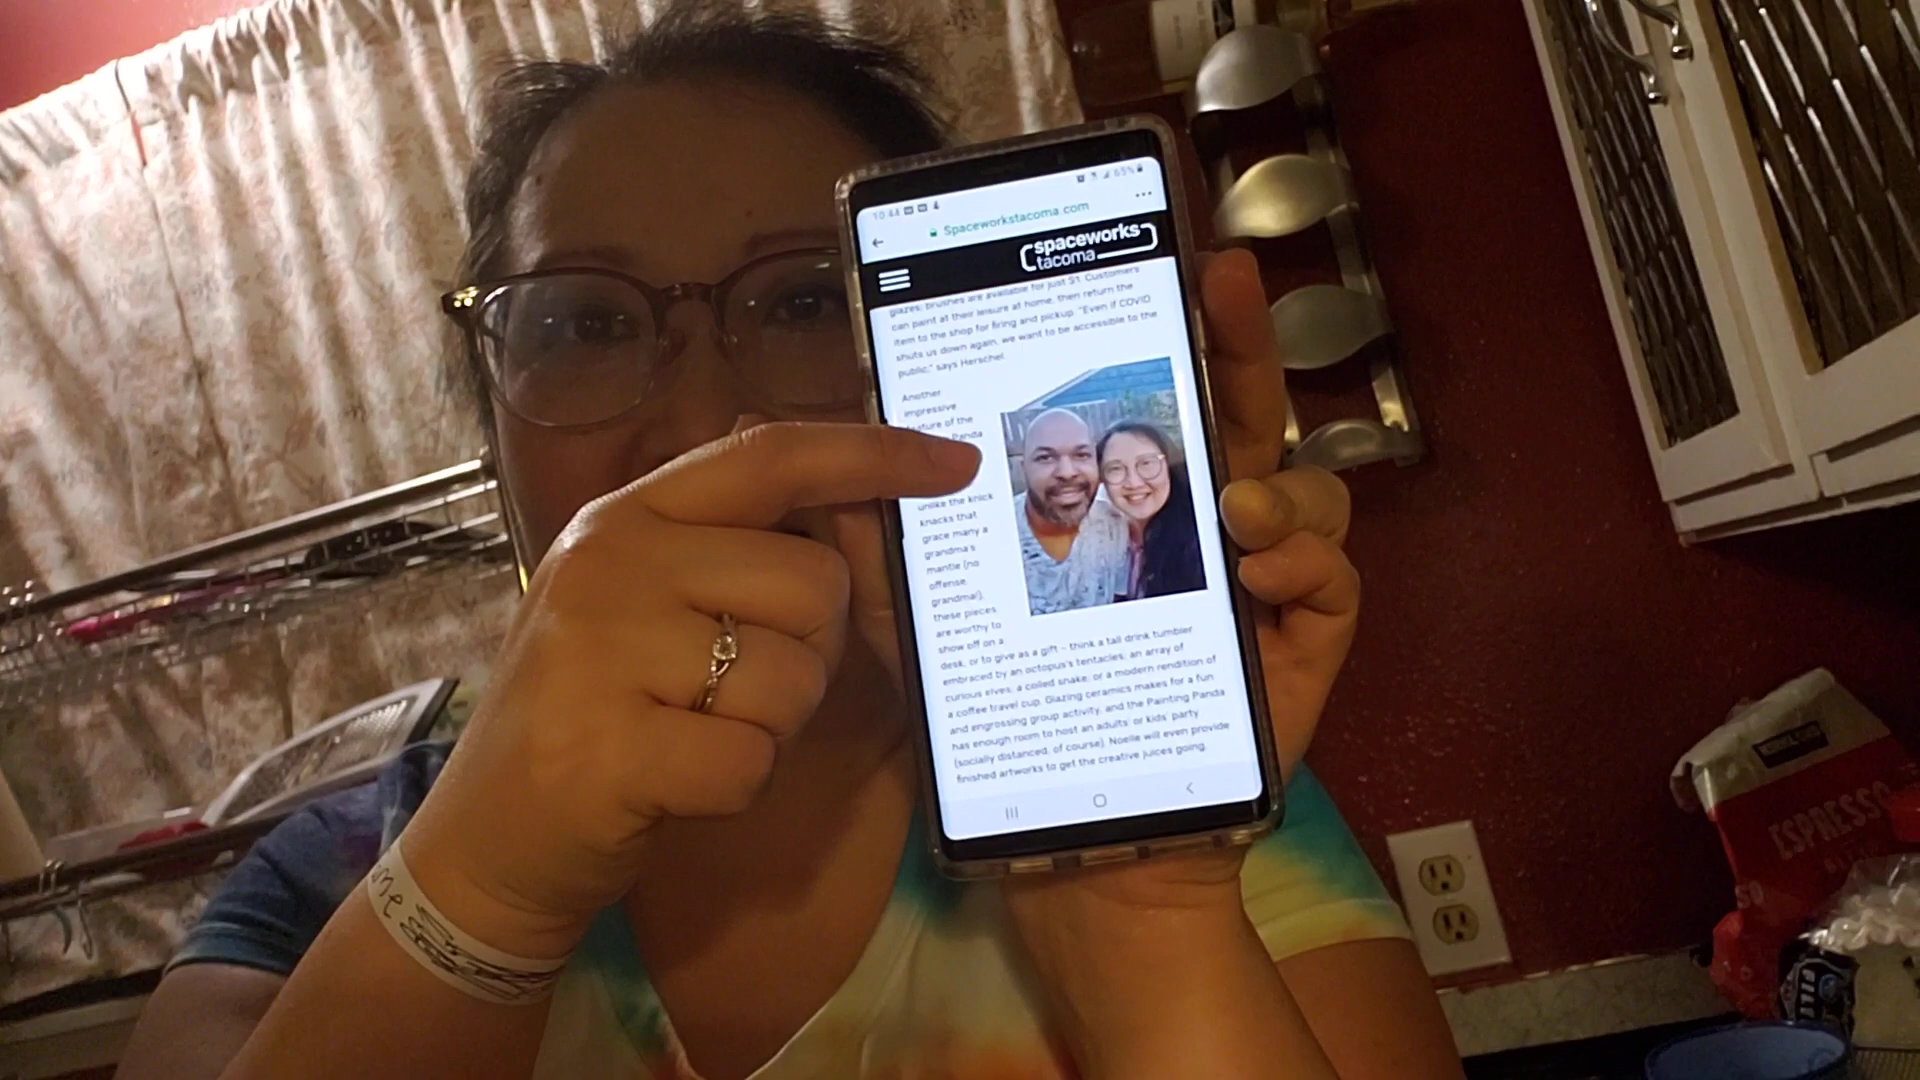 10:44
65%
Spaceworkstacoma.com
spaceworks
tacoma
glazes; brushes are available for just $1. Customers
can paint at their leisure at home, then return the
item to the shop for firing and pickup. "Even if COVID
shuts us down again, we want to be accessible to the
public," says Herschel.
Another
impressive
feature of the
Panda
unlike the knick
knacks that
grace many a
grandma's
mantle (no
offense,
grandma!),
these pieces
are worthy to
show off on a
desk, or to give as a gift – think a tall drink tumbler
embraced by an octopus's tentacles; an array of
curious elves; a coiled snake; or a modern rendition of
a coffee travel cup. Glazing ceramics makes for a fun
and engrossing group activity, and the Painting Panda
has enough room to host an adults' or kids' party
(socially distanced, of course). Noelle will even provide
finished artworks to get the creative juices going.
ESPRESSO